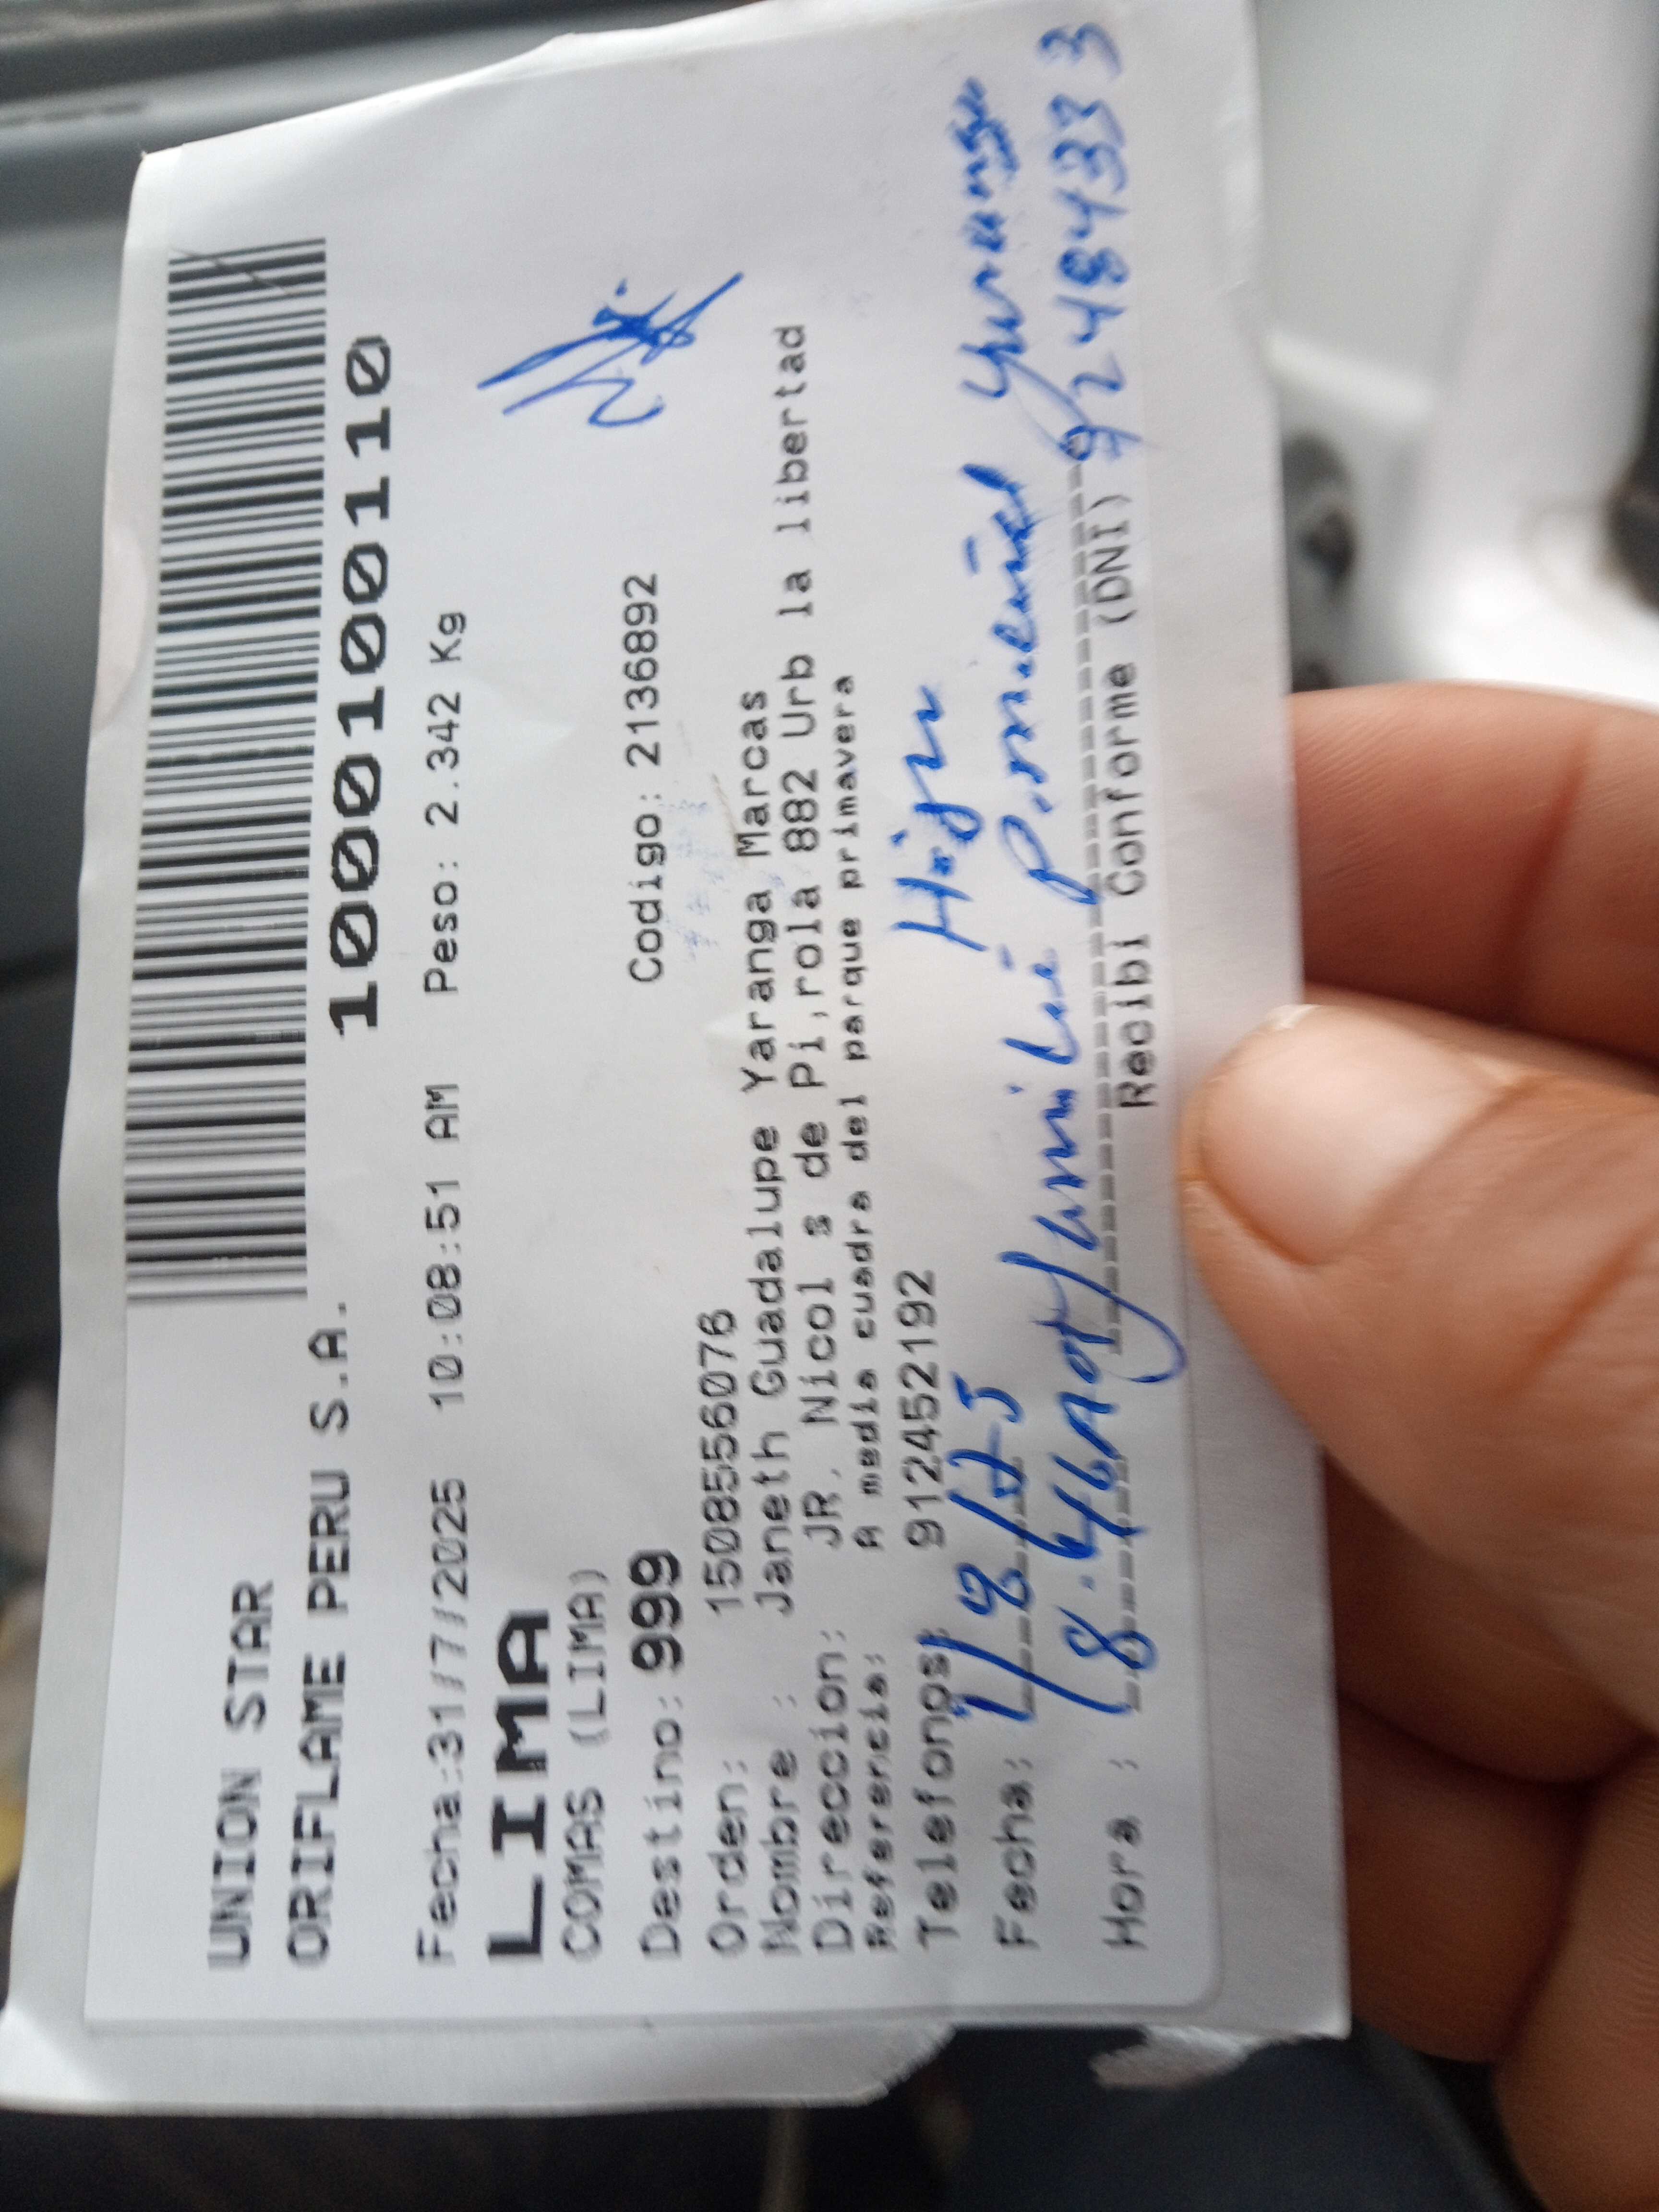 UNION STAR
ORIFLAME PERU S.A.
1000100110
Fecha:31/7/2025 10:08:51 AM Peso: 2.342 Kg
LIMA
COMAS (LIMA)
Destino: 999 Codigo: 2136892
Orden: 1508556076
Nombre : Janeth Guadalupe Yaranga Marcas
Direccion: JR. Nicol s de Pi,rola 882 Urb la libertad
Referencia: A media cuadra del parque primavera
Telefonos: 912452192
Hija
Fecha: 1/8/25
Yaranga
Hora :
Recibi Conforme (DNI)